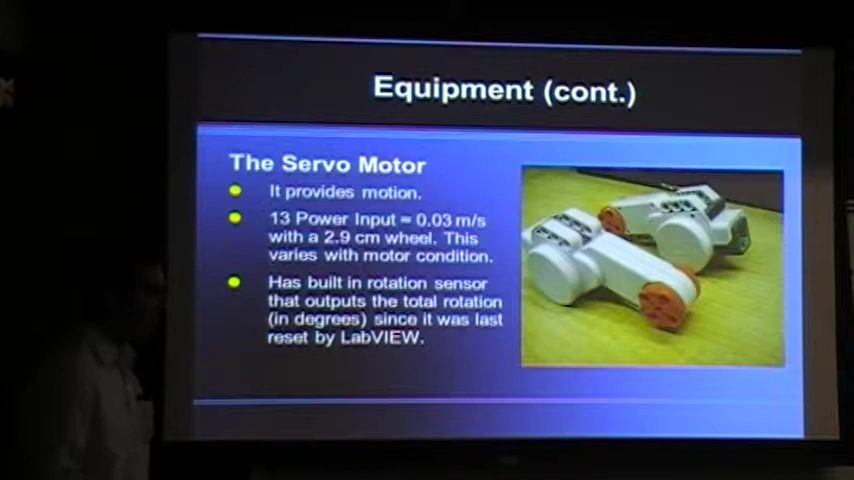 Equipment (cont.)
The Servo Motor
It provides motion.
13 Power Input = 0.03 m/s
with a 2.9 cm wheel. This
varies with motor condition.
Has built in rotation sensor
that outputs the total rotation
(in degrees) since it was last
reset by LabVIEW.